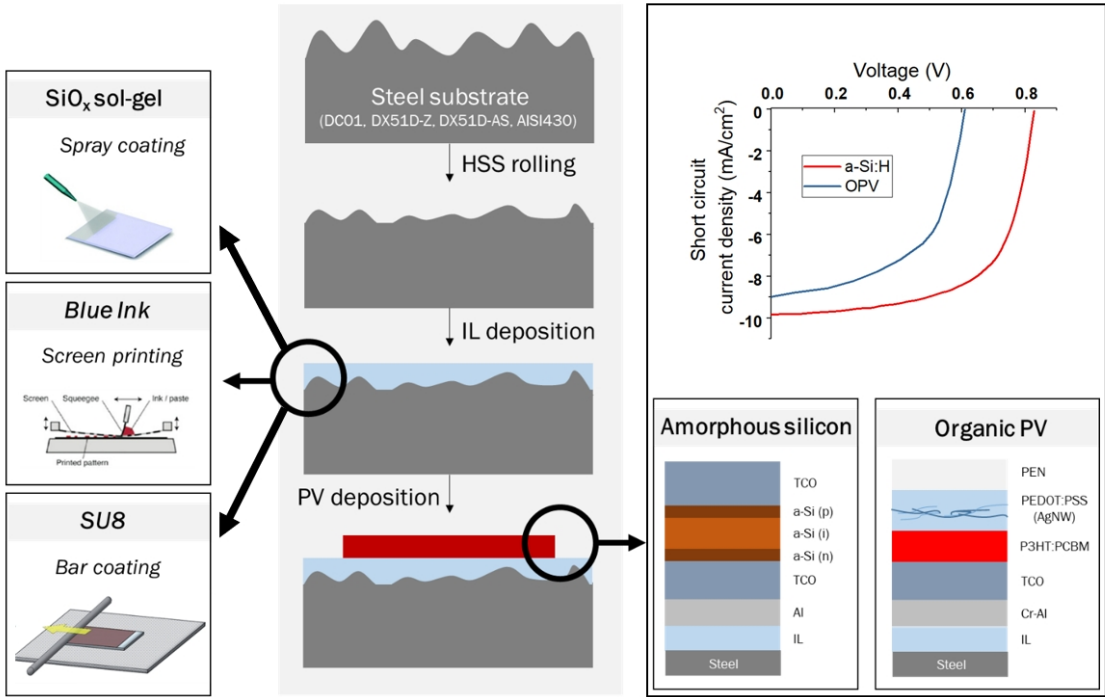 SiOx sol-gel
Spray coating
Blue Ink
Screen printing
Screen
Squeegee
Ink / paste
Printed pattern
SU8
Bar coating
Steel substrate
(DC01, DX51D-Z, DX51D-AS, AISI430)
HSS rolling
IL deposition
PV deposition
Voltage (V)
0.0 0.2 0.4 0.6 0.8
0
-2
-4
-6
-8
-10
Short circuit
current density (mA/cm²)
a-Si:H
OPV
Amorphous silicon
TCO
a-Si (p)
a-Si (i)
a-Si (n)
TCO
Al
IL
Steel
Organic PV
PEN
PEDOT:PSS
(AgNW)
P3HT:PCBM
TCO
Cr-Al
IL
Steel